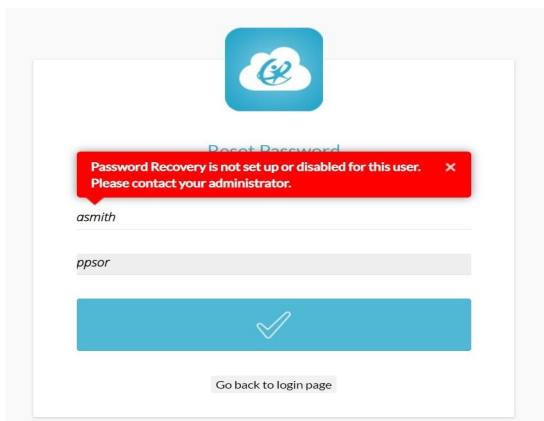 Reset Password
Password Recovery is not set up or disabled for this user.
Please contact your administrator.
asmith
ppsor
Go back to login page